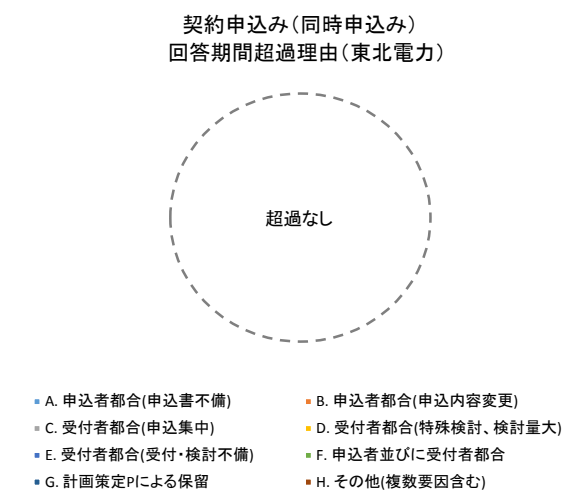 契約申込み(同時申込み)
回答期間超過理由(東北電力)
超過なし
A. 申込者都合(申込書不備)
B. 申込者都合(申込内容変更)
C. 受付者都合(申込集中)
D. 受付者都合(特殊検討、検討量大)
E. 受付者都合(受付・検討不備)
F. 申込者並びに受付者都合
G. 計画策定Pによる保留
H. その他(複数要因含む)